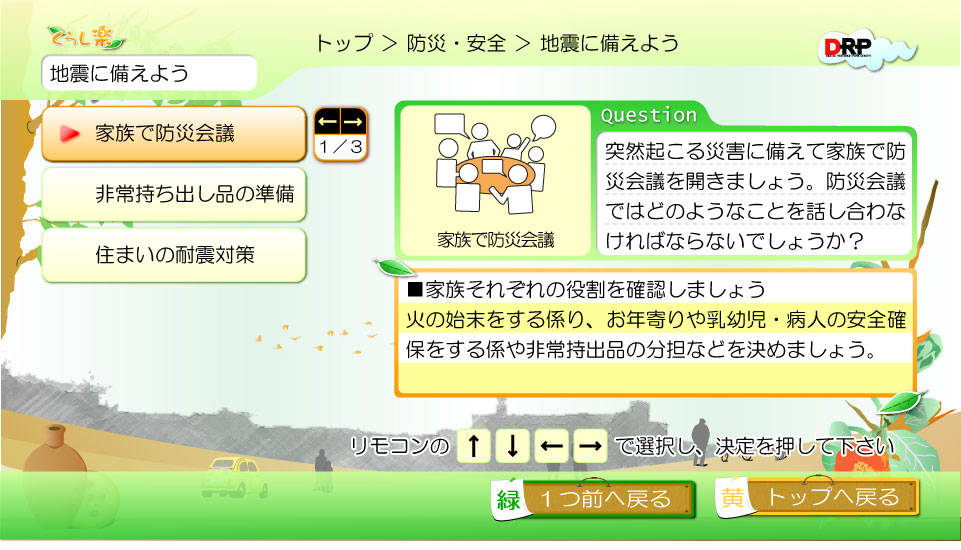 くらし楽
トップ ＞ 防災・安全 ＞ 地震に備えよう
DRP
地震に備えよう
家族で防災会議
←→
１／３
非常持ち出し品の準備
住まいの耐震対策
家族で防災会議
Question
突然起こる災害に備えて家族で防
災会議を開きましょう。防災会議
ではどのようなことを話し合わな
ければならないでしょうか？
■家族それぞれの役割を確認しましょう
火の始末をする係り、お年寄りや乳幼児・病人の安全確
保をする係や非常持出品の分担などを決めましょう。
リモコンの ↑ ↓ ← → で選択し、決定を押して下さい
緑 １つ前へ戻る
黄 トップへ戻る